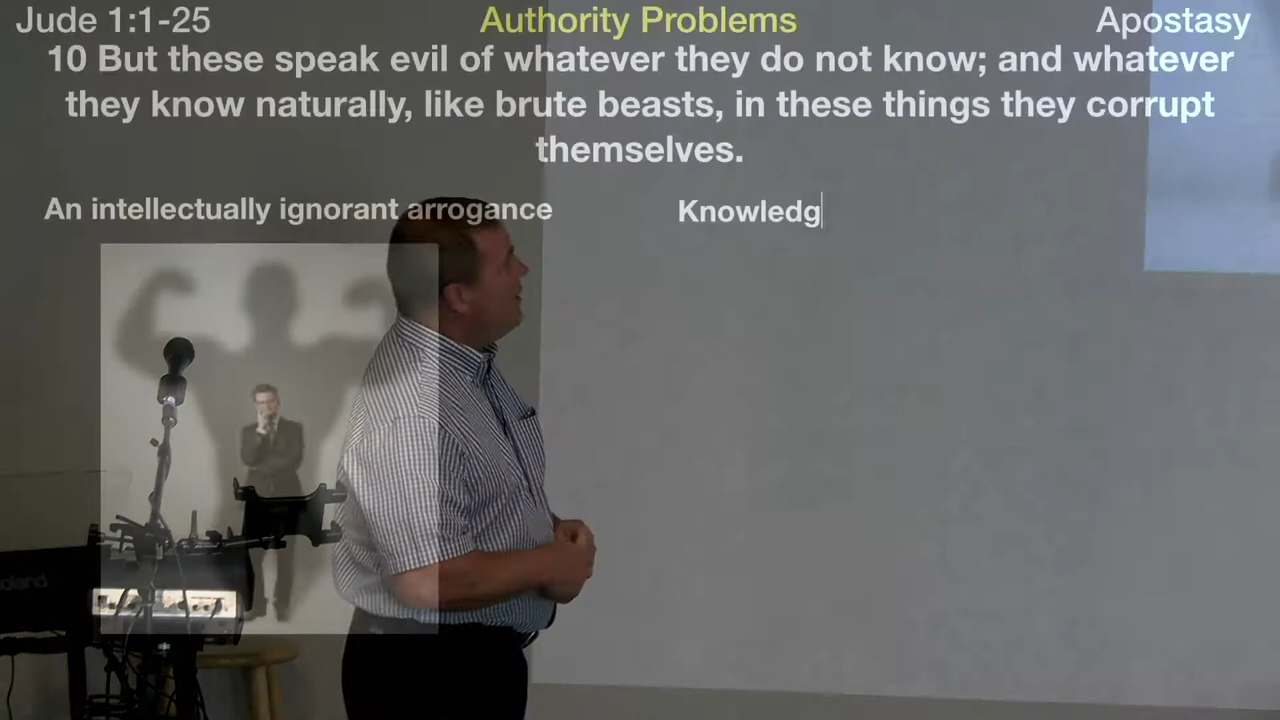 Jude 1:1-25
Authority Problems
Apostasy
10 But these speak evil of whatever they do not know; and whatever
they know naturally, like brute beasts, in these things they corrupt
themselves.
An intellectually ignorant arrogance
Knowledg
Roland